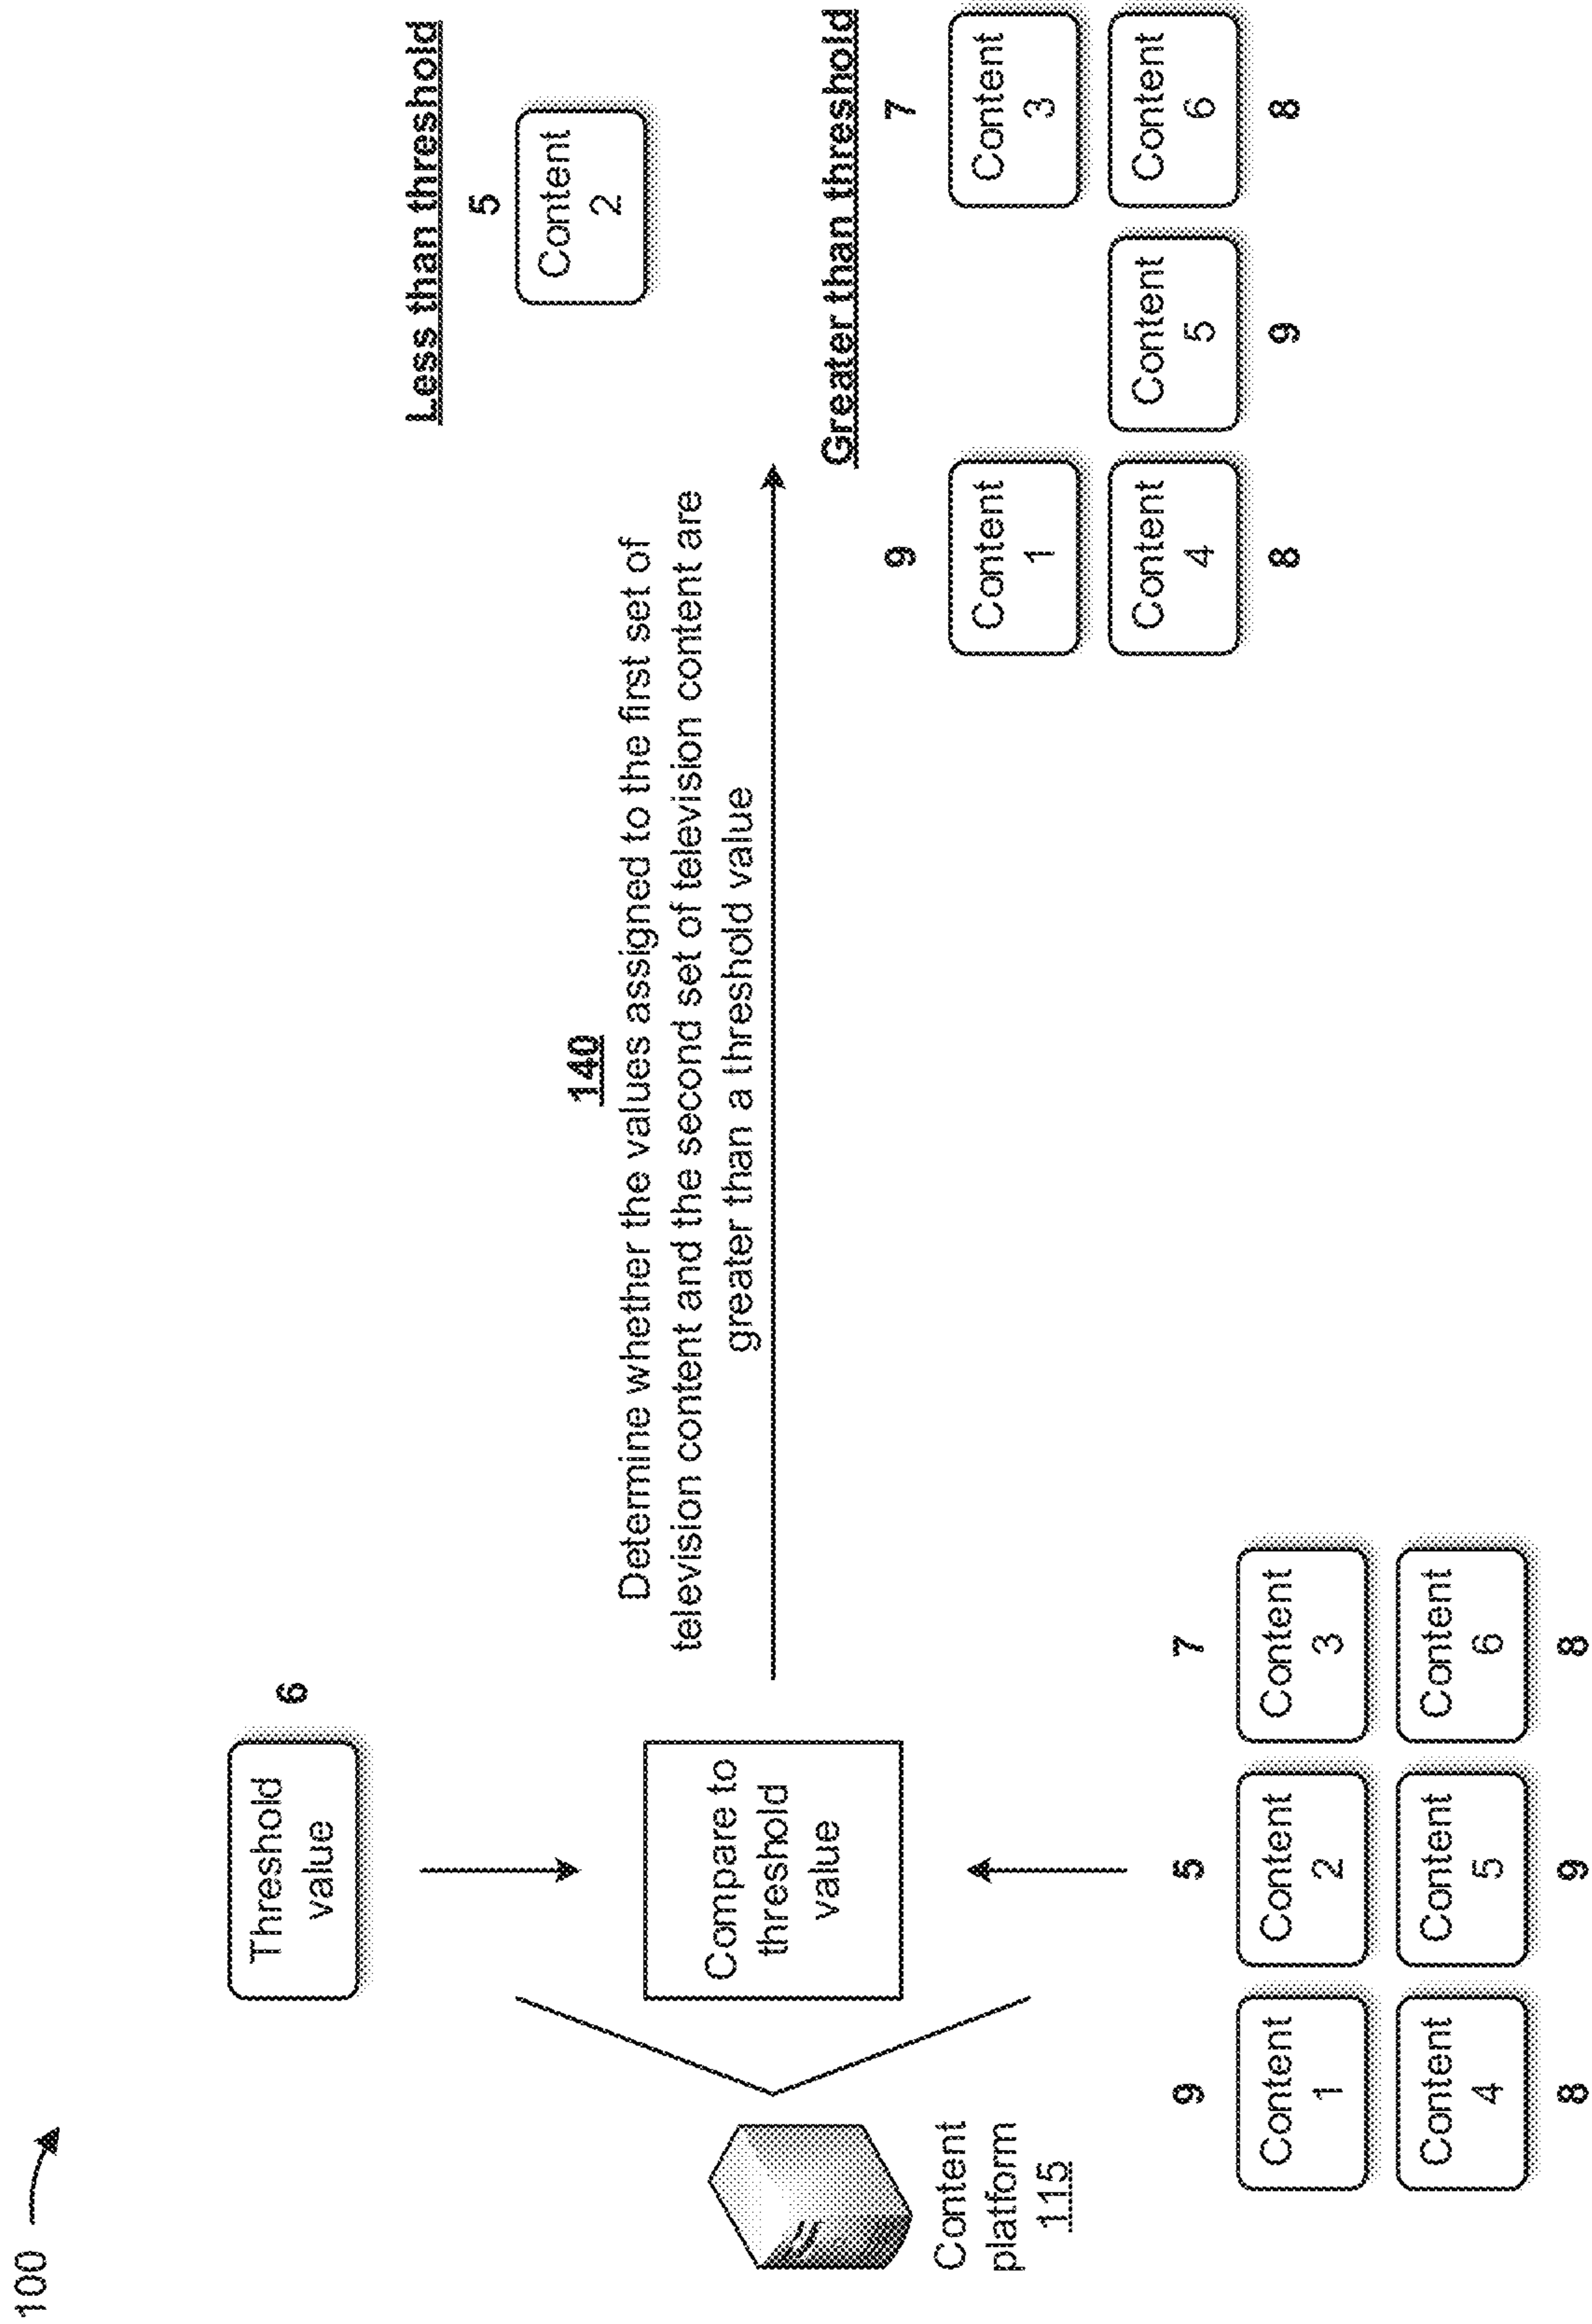 100
Threshold
value
6
Compare to
threshold
value
Content
platform
115
9
5
7
Content
1
Content
2
Content
3
Content
4
Content
5
Content
6
8
9
8
140
Determine whether the values assigned to the first set of
television content and the second set of television content are
greater than a threshold value
Less than threshold
5
Content
2
Greater than threshold
9
7
Content
1
Content
3
Content
4
Content
5
Content
6
8
9
8